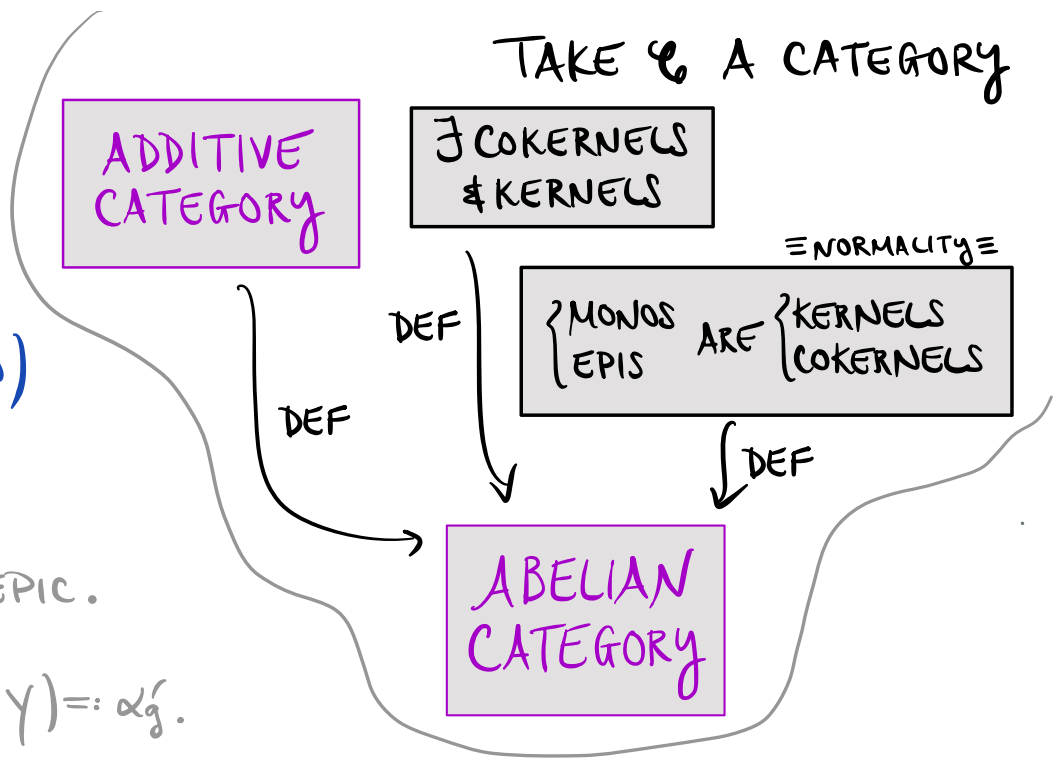 TAKE 𝒞 A CATEGORY
ADDITIVE
CATEGORY
∃ COKERNELS
& KERNELS
≡ NORMALITY ≡
{ MONOS ARE { KERNELS
EPIS COKERNELS
DEF
DEF
DEF
ABELIAN
CATEGORY
EPIC.
Y) =: αg'.